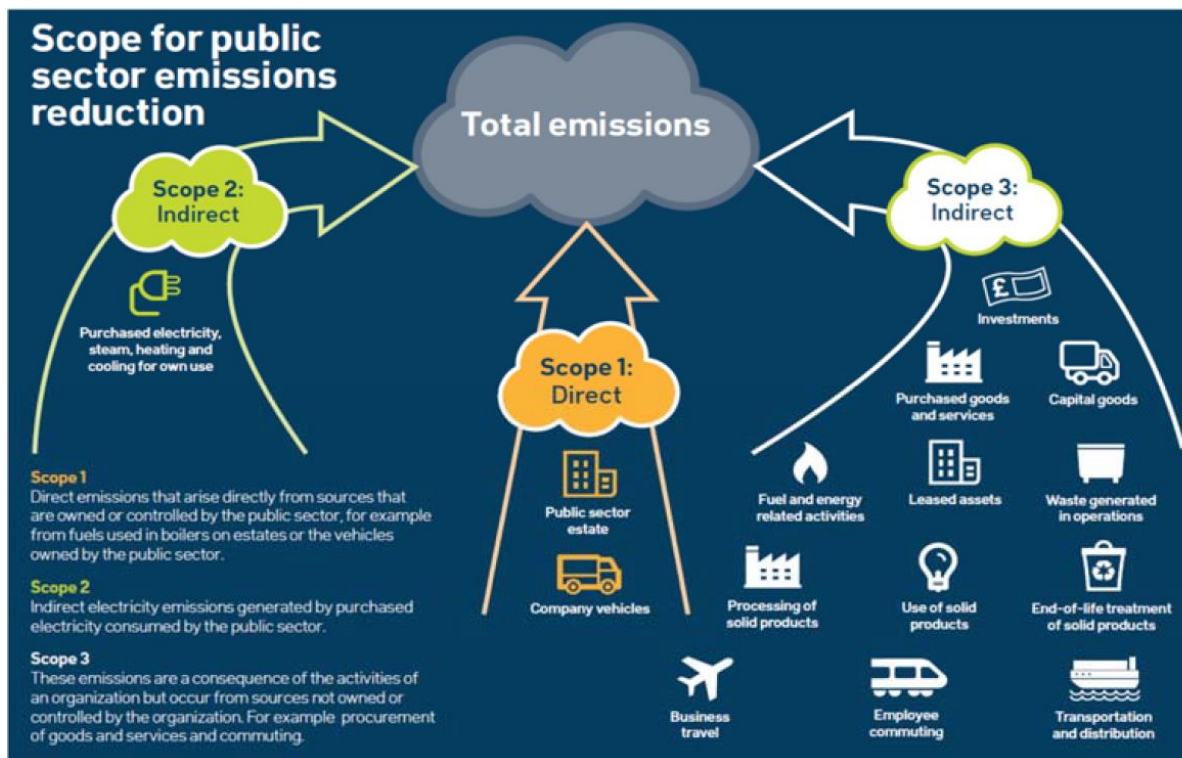 Scope for public
sector emissions
reduction
Total emissions
Scope 2:
Indirect
Purchased electricity,
steam, heating and
cooling for own use
Scope 1:
Direct
Public sector
estate
Company vehicles
Scope 3:
Indirect
£
Investments
Purchased goods
and services
Capital goods
Fuel and energy
related activities
Leased assets
Waste generated
in operations
Processing of
solid products
Use of solid
products
End-of-life treatment
of solid products
Business
travel
Employee
commuting
Transportation
and distribution
Scope 1
Direct emissions that arise directly from sources that
are owned or controlled by the public sector, for example
from fuels used in boilers on estates or the vehicles
owned by the public sector.
Scope 2
Indirect electricity emissions generated by purchased
electricity consumed by the public sector.
Scope 3
These emissions are a consequence of the activities of
an organization but occur from sources not owned or
controlled by the organization. For example procurement
of goods and services and commuting.